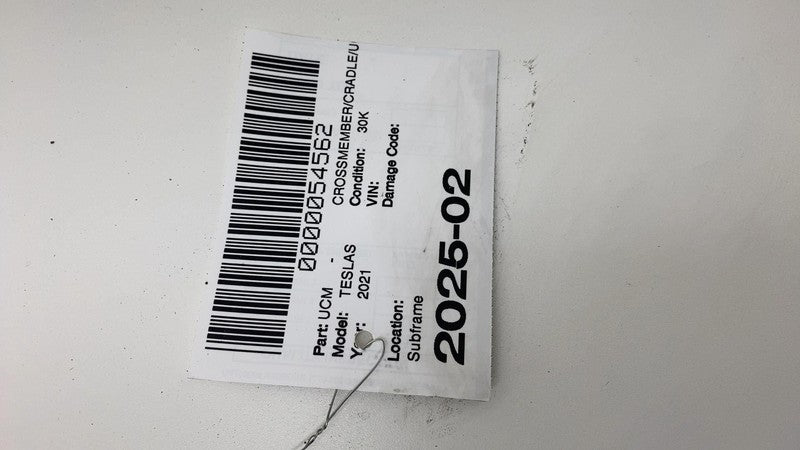 0000054562
Part: UCM - CROSSMEMBER/CRADLE/U
Model: TESLAS Condition: 30K
Year: 2021 VIN:
Damage Code:
Location:
Subframe
2025-02